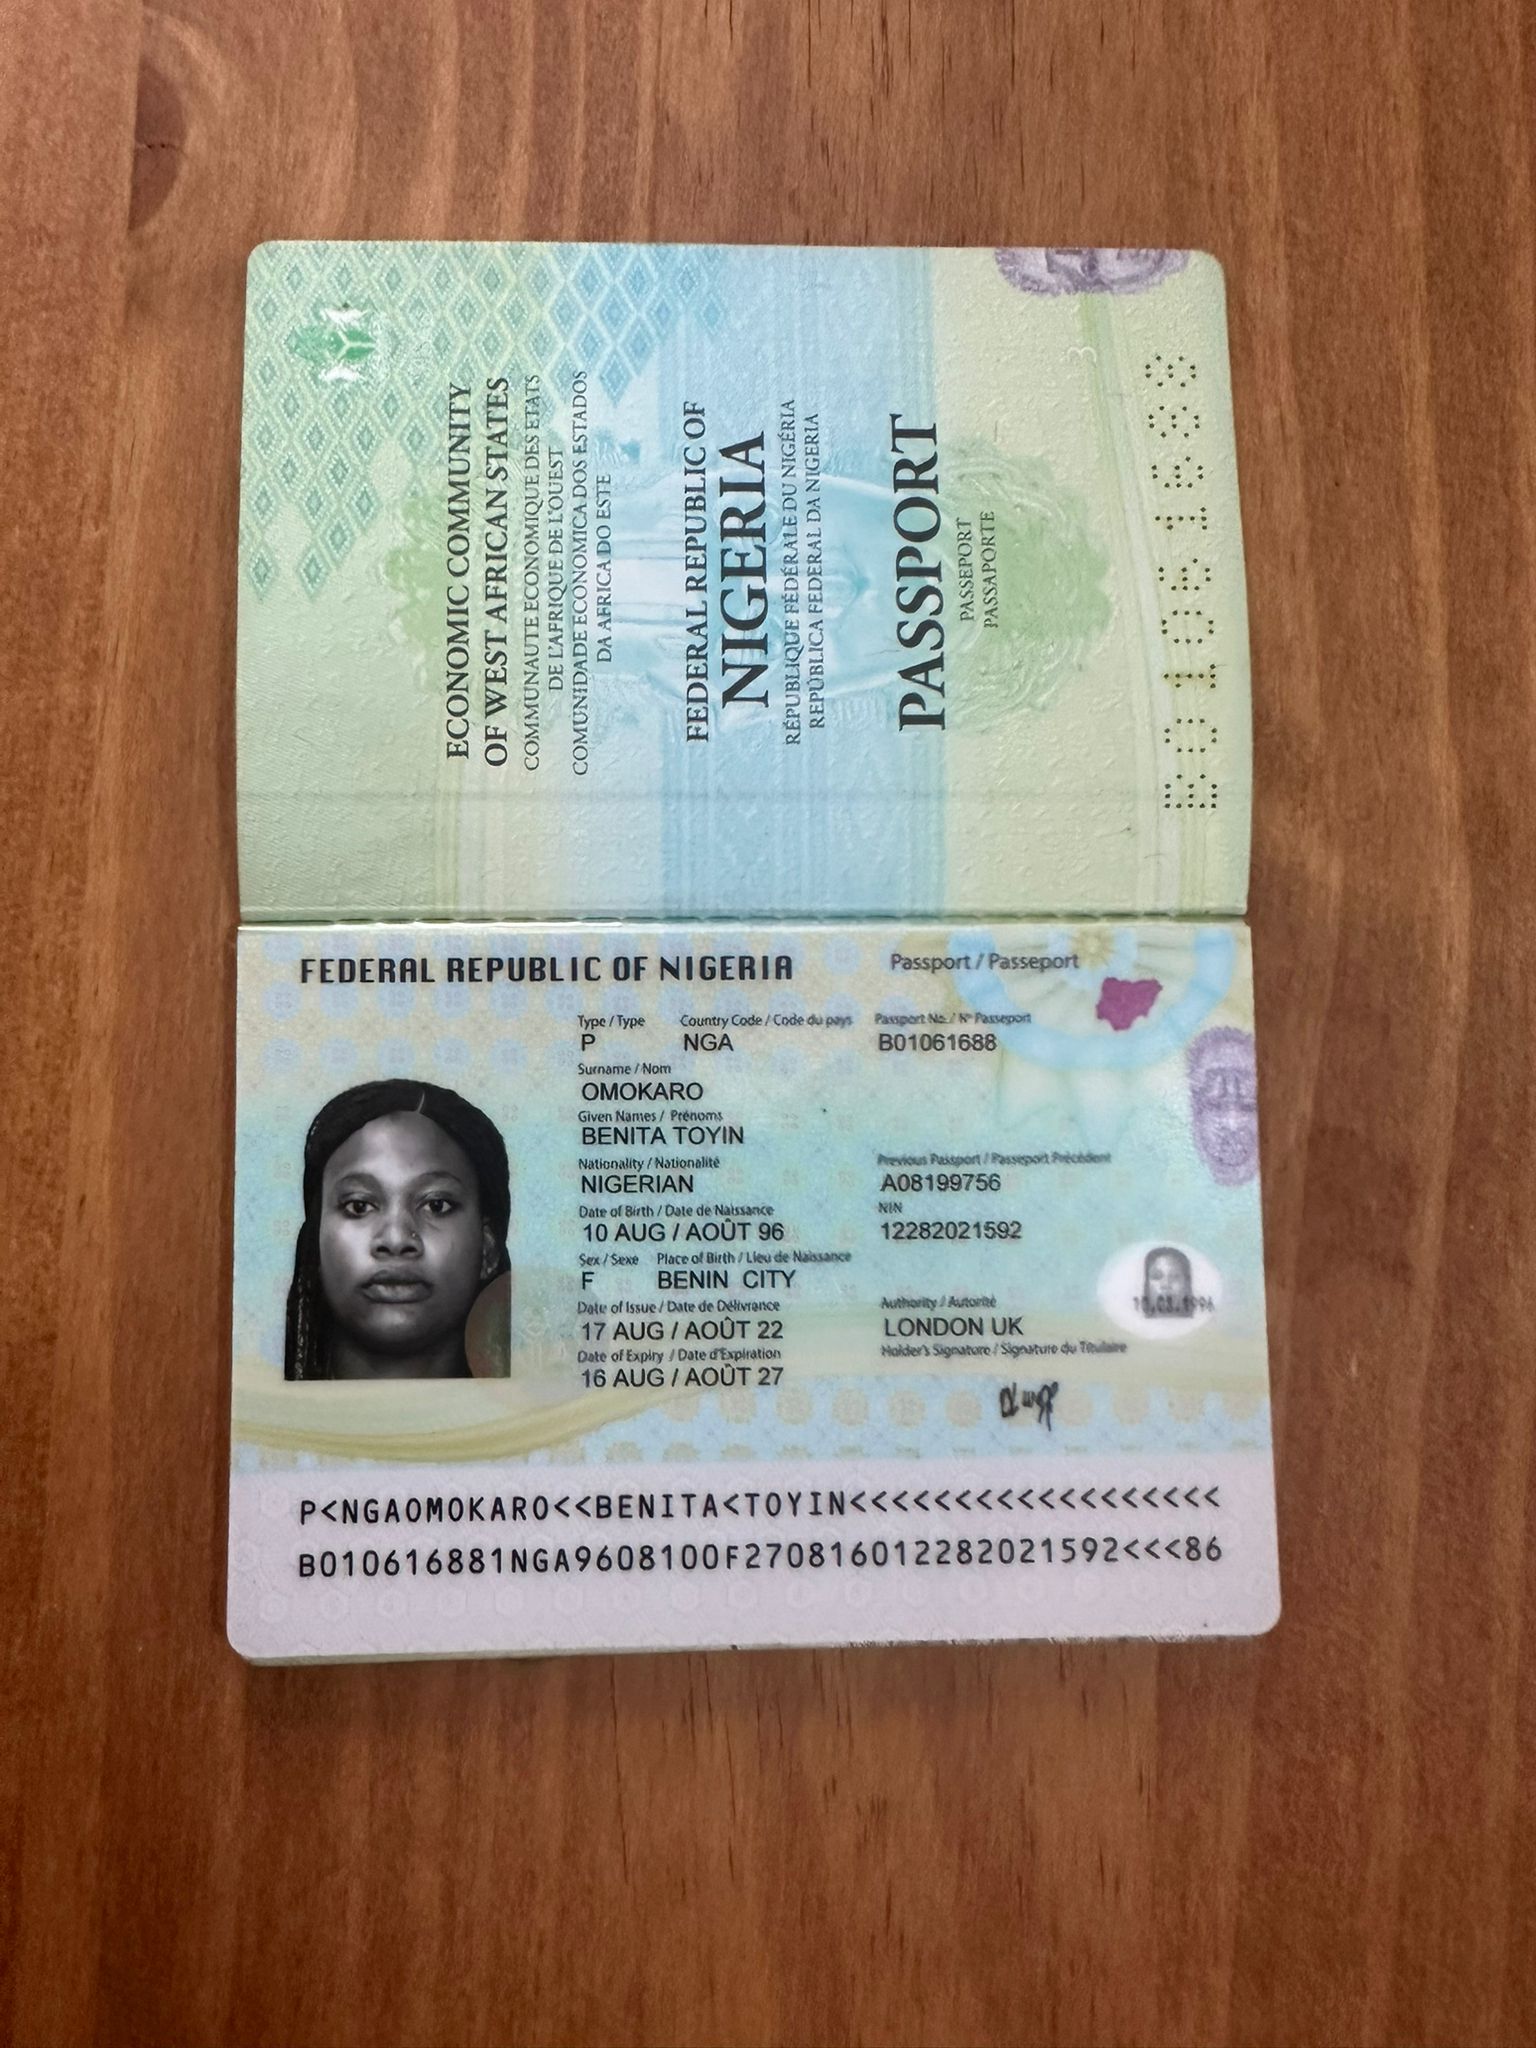 ECONOMIC COMMUNITY
OF WEST AFRICAN STATES
COMMUNAUTE ECONOMIQUE DES ETATS
DE L'AFRIQUE DE L'OUEST
COMUNIDADE ECONOMICA DOS ESTADOS
DA AFRICA DO ESTE
FEDERAL REPUBLIC OF
NIGERIA
RÉPUBLIQUE FÉDÉRALE DU NIGÉRIA
REPÚBLICA FEDERAL DA NIGERIA
PASSPORT
PASSEPORT
PASSAPORTE
3
B01061688
FEDERAL REPUBLIC OF NIGERIA
Passport / Passeport
Type / Type Country Code / Code du pays Passport No. / N° Passeport
P NGA B01061688
Surname / Nom
OMOKARO
Given Names / Prénoms
BENITA TOYIN
Nationality / Nationalité Previous Passport / Passeport Précédent
NIGERIAN A08199756
Date of Birth / Date de Naissance NIN
10 AUG / AOÛT 96 12282021592
Sex / Sexe Place of Birth / Lieu de Naissance
F BENIN CITY
Date of Issue / Date de Délivrance Authority / Autorité
17 AUG / AOÛT 22 LONDON UK
Date of Expiry / Date d'Expiration Holder's Signature / Signature du Titulaire
16 AUG / AOÛT 27
10.08.1996
P<NGAOMOKARO<<BENITA<TOYIN<<<<<<<<<<<<<<<<<<
B010616881NGA9608100F270816012282021592<<<86